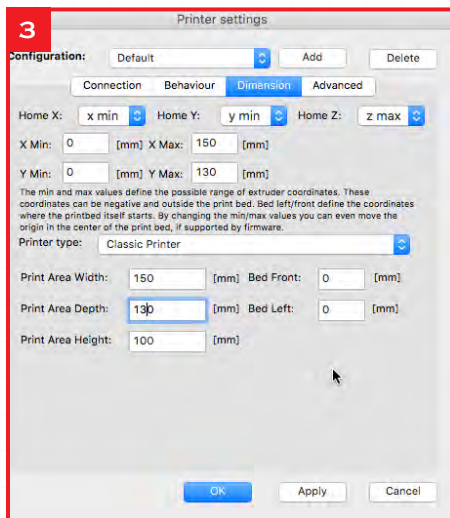 3
Printer settings
Configuration: Default Add Delete
Connection Behaviour Dimension Advanced
Home X: x min Home Y: y min Home Z: z max
X Min: 0 [mm] X Max: 150 [mm]
Y Min: 0 [mm] Y Max: 130 [mm]
The min and max values define the possible range of extruder coordinates. These
coordinates can be negative and outside the print bed. Bed left/front define the coordinates
where the printbed itself starts. By changing the min/max values you can even move the
origin in the center of the print bed, if supported by firmware.
Printer type: Classic Printer
Print Area Width: 150 [mm] Bed Front: 0 [mm]
Print Area Depth: 130 [mm] Bed Left: 0 [mm]
Print Area Height: 100 [mm]
OK Apply Cancel